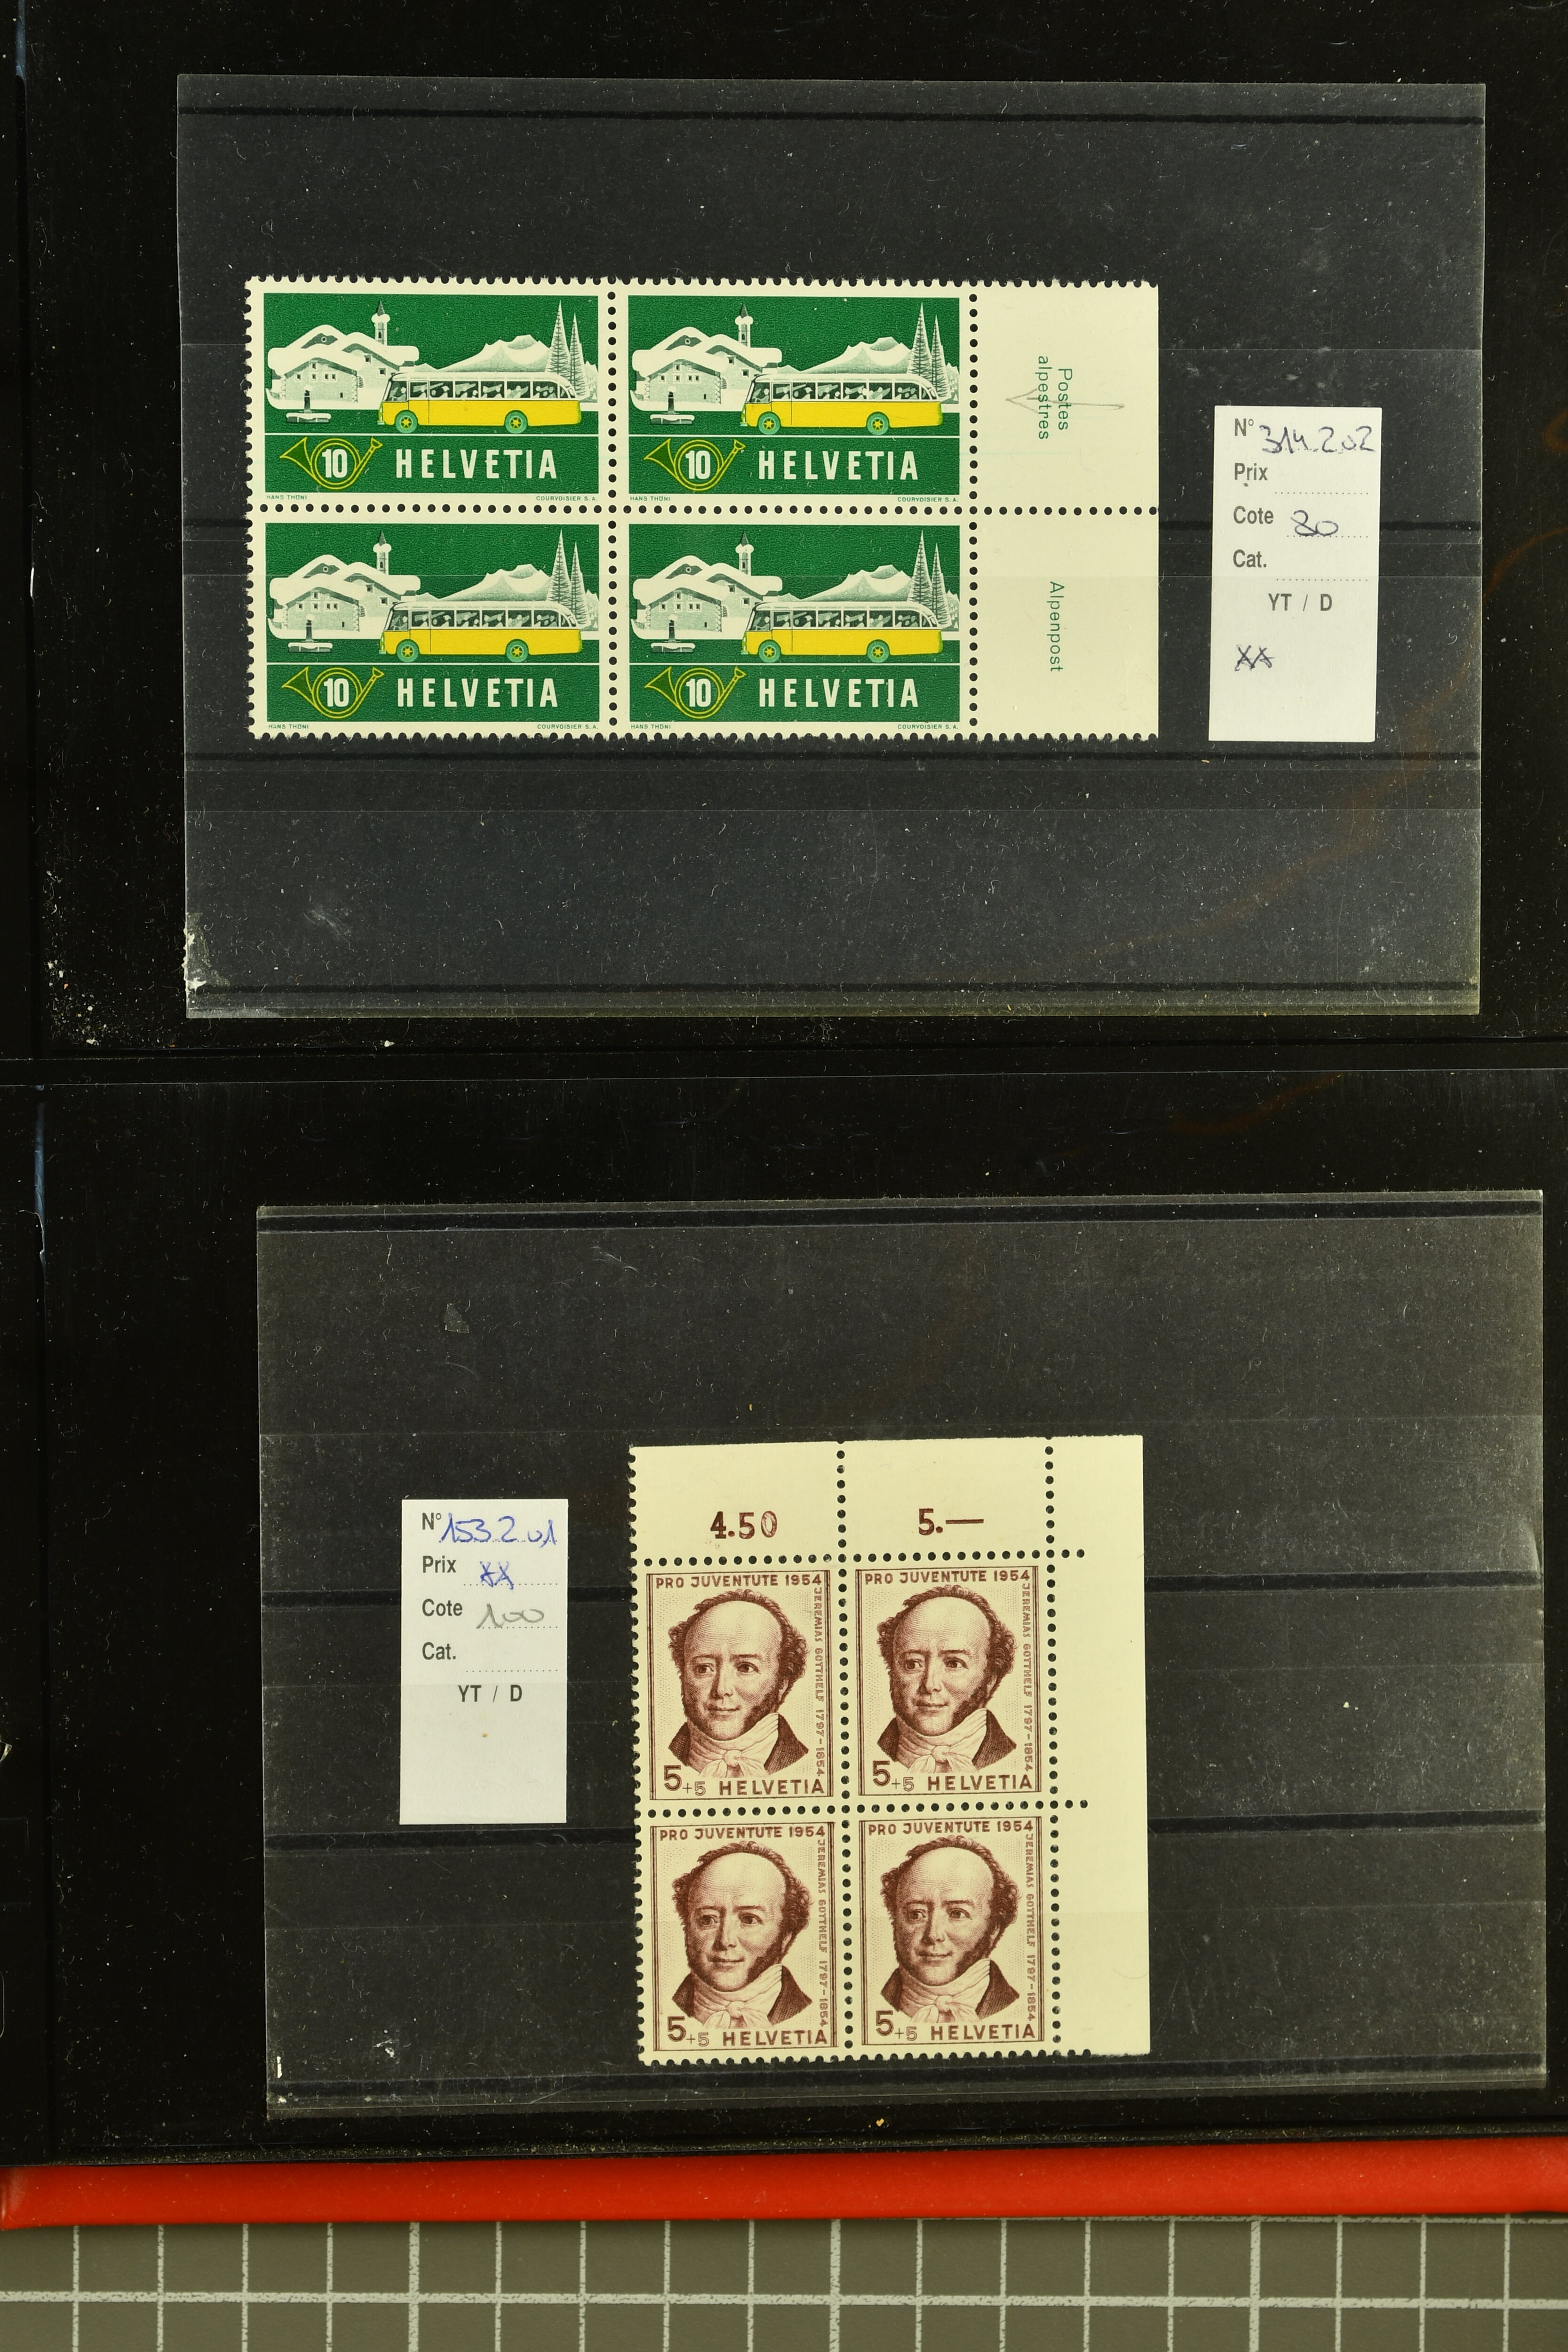 10 HELVETIA
HANS THÖNI COURVOISIER S.A.
10 HELVETIA
HANS THÖNI COURVOISIER S.A.
Postes
alpestres
10 HELVETIA
HANS THÖNI COURVOISIER S.A.
10 HELVETIA
HANS THÖNI COURVOISIER S.A.
Alpenpost
N° 314.2.02
Prix
Cote 80
Cat.
YT / D
XX
N° 153.2.01
Prix XX
Cote 100
Cat.
YT / D
4.50
5.—
PRO JUVENTUTE 1954
JEREMIAS GOTTHELF 1797-1854
5+5 HELVETIA
PRO JUVENTUTE 1954
JEREMIAS GOTTHELF 1797-1854
5+5 HELVETIA
PRO JUVENTUTE 1954
JEREMIAS GOTTHELF 1797-1854
5+5 HELVETIA
PRO JUVENTUTE 1954
JEREMIAS GOTTHELF 1797-1854
5+5 HELVETIA